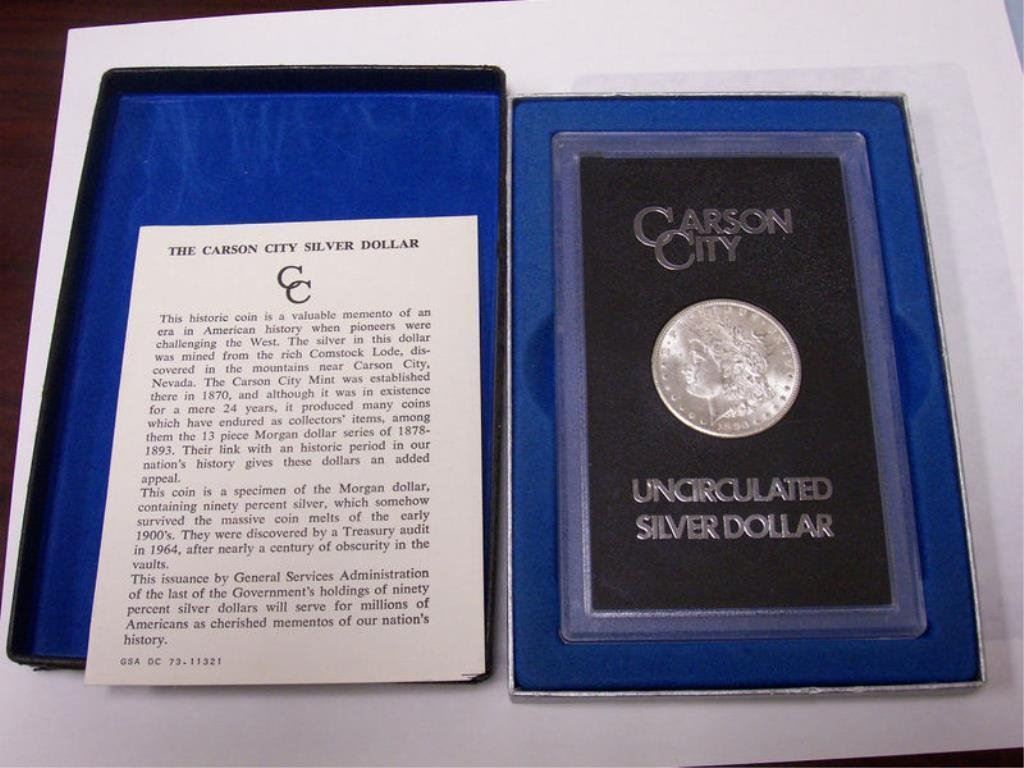 THE CARSON CITY SILVER DOLLAR
CC
This historic coin is a valuable memento of an
era in American history when pioneers were
challenging the West. The silver in this dollar
was mined from the rich Comstock Lode, dis-
covered in the mountains near Carson City,
Nevada. The Carson City Mint was established
there in 1870, and although it was in existence
for a mere 24 years, it produced many coins
which have endured as collectors' items, among
them the 13 piece Morgan dollar series of 1878-
1893. Their link with an historic period in our
nation's history gives these dollars an added
appeal.
This coin is a specimen of the Morgan dollar,
containing ninety percent silver, which somehow
survived the massive coin melts of the early
1900's. They were discovered by a Treasury audit
in 1964, after nearly a century of obscurity in the
vaults.
This issuance by General Services Administration
of the last of the Government's holdings of ninety
percent silver dollars will serve for millions of
Americans as cherished mementos of our nation's
history.
GSA DC 73-11321
CARSON
CITY
UNCIRCULATED
SILVER DOLLAR